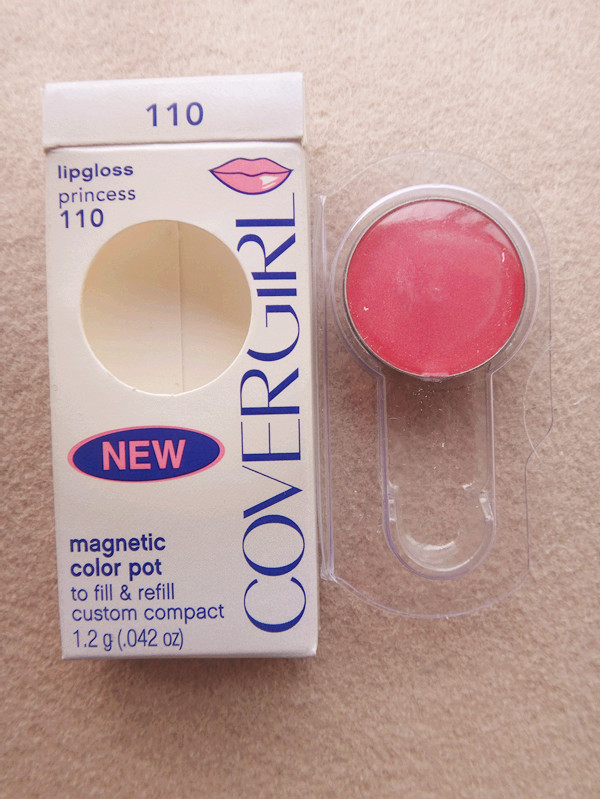 110
lipgloss
princess
110
COVERGIRL
NEW
magnetic
color pot
to fill & refill
custom compact
1.2 g (.042 oz)